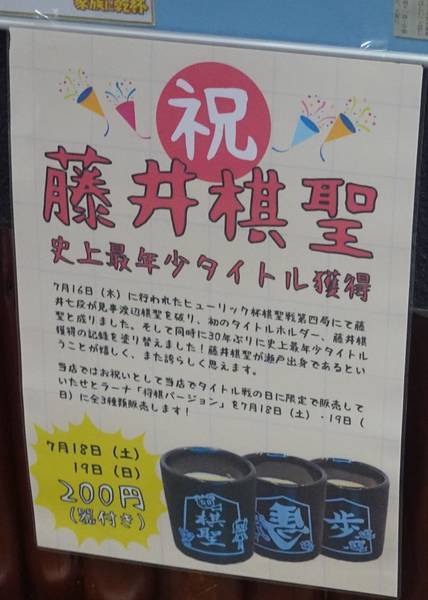 家族に乾杯
祝
藤井棋聖
史上最年少タイトル獲得
7月16日（木）に行われたヒューリック杯棋聖戦第四局にて藤
井七段が見事渡辺棋聖を破り、初のタイトルホルダー、藤井棋
聖と成りました。そして同時に30年ぶりに史上最年少タイトル
獲得の記録を塗り替えました！藤井棋聖が瀬戸出身であるとい
うことが嬉しく、また誇らしく思えます。
当店ではお祝いとして当店でタイトル戦の日に限定で販売して
いたせとラーナ「将棋バージョン」を7月18日（土）・19日（
日）に全3種類販売します！
7月18日（土）
19日（日）
200円
（器付き）
棋聖
歩